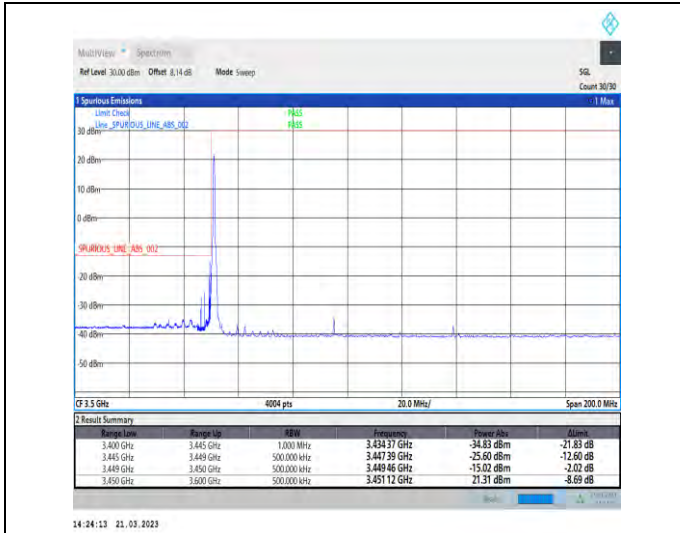 MultiView Spectrum
Ref Level 30.00 dBm Offset 8.14 dB Mode Sweep SGL
Count 30/30
1 Spurious Emissions 1 Max
Limit Check PASS
Line _SPURIOUS_LINE_ABS_002 PASS
30 dBm
20 dBm
10 dBm
0 dBm
_SPURIOUS_LINE_ABS_002
-20 dBm
-30 dBm
-40 dBm
-50 dBm
CF 3.5 GHz 4004 pts 20.0 MHz/ Span 200.0 MHz
2 Result Summary
Range Low Range Up RBW Frequency Power Abs ΔLimit
3.400 GHz 3.445 GHz 1.000 MHz 3.434 37 GHz -34.83 dBm -21.83 dB
3.445 GHz 3.449 GHz 500.000 kHz 3.447 39 GHz -25.60 dBm -12.60 dB
3.449 GHz 3.450 GHz 500.000 kHz 3.449 46 GHz -15.02 dBm -2.02 dB
3.450 GHz 3.600 GHz 500.000 kHz 3.451 12 GHz 21.31 dBm -8.69 dB
14:24:13 21.03.2023